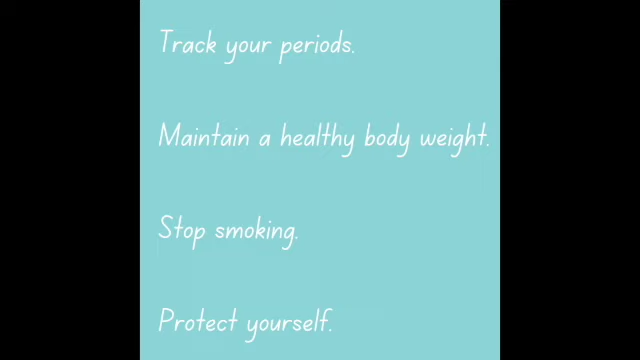 Track your periods.
Maintain a healthy body weight.
Stop smoking.
Protect yourself.